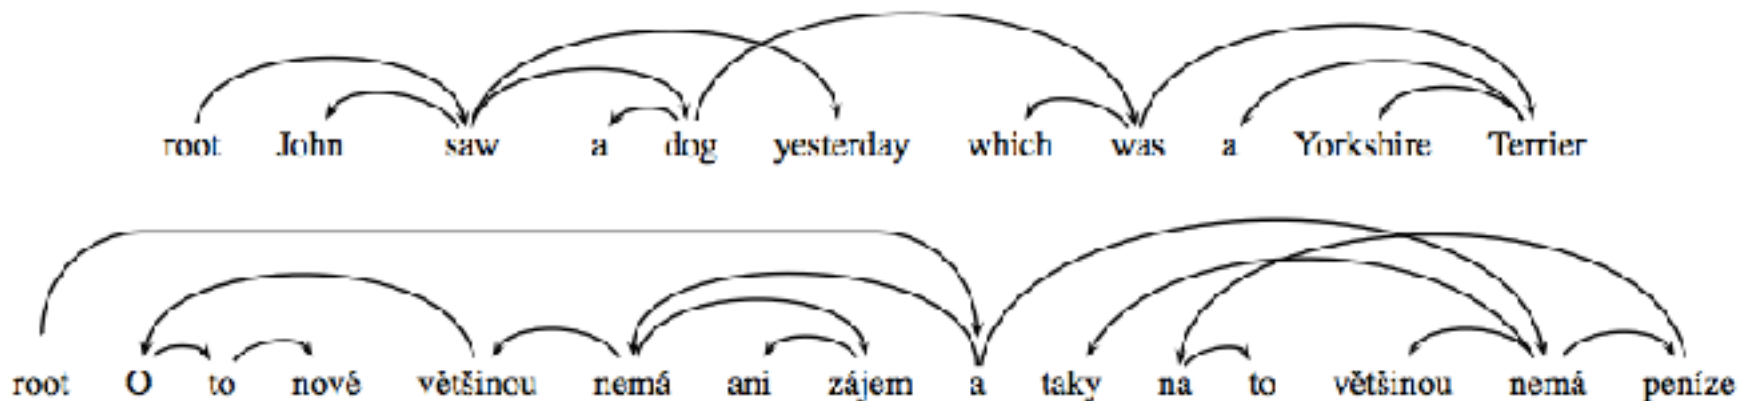 root John saw a dog yesterday which was a Yorkshire Terrier
root O to nové většinou nemá ani zájem a taky na to většinou nemá peníze